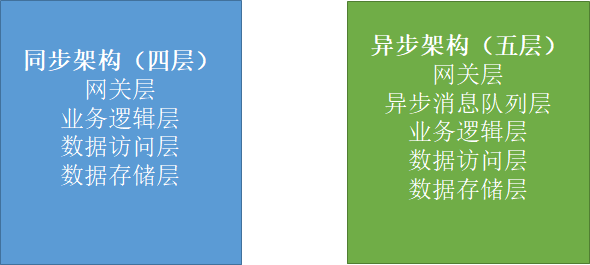 同步架构（四层）
网关层
业务逻辑层
数据访问层
数据存储层
异步架构（五层）
网关层
异步消息队列层
业务逻辑层
数据访问层
数据存储层